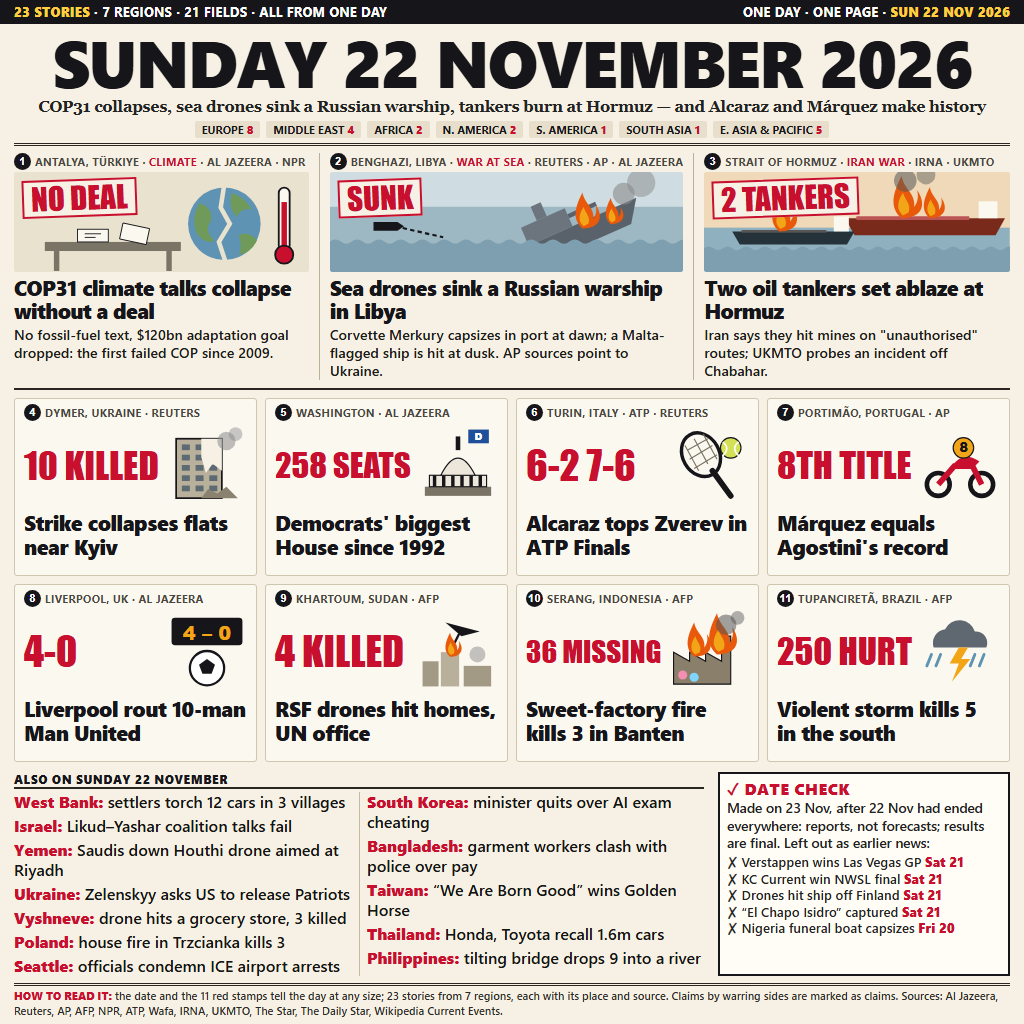 23 STORIES · 7 REGIONS · 21 FIELDS · ALL FROM ONE DAY
ONE DAY · ONE PAGE · SUN 22 NOV 2026
SUNDAY 22 NOVEMBER 2026
COP31 collapses, sea drones sink a Russian warship, tankers burn at Hormuz — and Alcaraz and Márquez make history
EUROPE 8 MIDDLE EAST 4 AFRICA 2 N. AMERICA 2 S. AMERICA 1 SOUTH ASIA 1 E. ASIA & PACIFIC 5
1 ANTALYA, TÜRKIYE · CLIMATE · AL JAZEERA · NPR
NO DEAL
COP31 climate talks collapse
without a deal
No fossil-fuel text, $120bn adaptation goal
dropped: the first failed COP since 2009.
2 BENGHAZI, LIBYA · WAR AT SEA · REUTERS · AP · AL JAZEERA
SUNK
Sea drones sink a Russian warship
in Libya
Corvette Merkury capsizes in port at dawn; a Malta-
flagged ship is hit at dusk. AP sources point to
Ukraine.
3 STRAIT OF HORMUZ · IRAN WAR · IRNA · UKMTO
2 TANKERS
Two oil tankers set ablaze at
Hormuz
Iran says they hit mines on "unauthorised"
routes; UKMTO probes an incident off
Chabahar.
4 DYMER, UKRAINE · REUTERS
10 KILLED
Strike collapses flats
near Kyiv
5 WASHINGTON · AL JAZEERA
258 SEATS
D
Democrats' biggest
House since 1992
6 TURIN, ITALY · ATP · REUTERS
6-2 7-6
Alcaraz tops Zverev in
ATP Finals
7 PORTIMÃO, PORTUGAL · AP
8TH TITLE
8
Márquez equals
Agostini's record
8 LIVERPOOL, UK · AL JAZEERA
4-0
4 – 0
Liverpool rout 10-man
Man United
9 KHARTOUM, SUDAN · AFP
4 KILLED
RSF drones hit homes,
UN office
10 SERANG, INDONESIA · AFP
36 MISSING
Sweet-factory fire
kills 3 in Banten
11 TUPANCIRETÃ, BRAZIL · AFP
250 HURT
Violent storm kills 5
in the south
ALSO ON SUNDAY 22 NOVEMBER
West Bank: settlers torch 12 cars in 3 villages
Israel: Likud–Yashar coalition talks fail
Yemen: Saudis down Houthi drone aimed at
Riyadh
Ukraine: Zelenskyy asks US to release Patriots
Vyshneve: drone hits a grocery store, 3 killed
Poland: house fire in Trzcianka kills 3
Seattle: officials condemn ICE airport arrests
South Korea: minister quits over AI exam
cheating
Bangladesh: garment workers clash with
police over pay
Taiwan: “We Are Born Good” wins Golden
Horse
Thailand: Honda, Toyota recall 1.6m cars
Philippines: tilting bridge drops 9 into a river
✓ DATE CHECK
Made on 23 Nov, after 22 Nov had ended
everywhere: reports, not forecasts; results
are final. Left out as earlier news:
✗ Verstappen wins Las Vegas GP Sat 21
✗ KC Current win NWSL final Sat 21
✗ Drones hit ship off Finland Sat 21
✗ “El Chapo Isidro” captured Sat 21
✗ Nigeria funeral boat capsizes Fri 20
HOW TO READ IT: the date and the 11 red stamps tell the day at any size; 23 stories from 7 regions, each with its place and source. Claims by warring sides are marked as claims. Sources: Al Jazeera,
Reuters, AP, AFP, NPR, ATP, Wafa, IRNA, UKMTO, The Star, The Daily Star, Wikipedia Current Events.